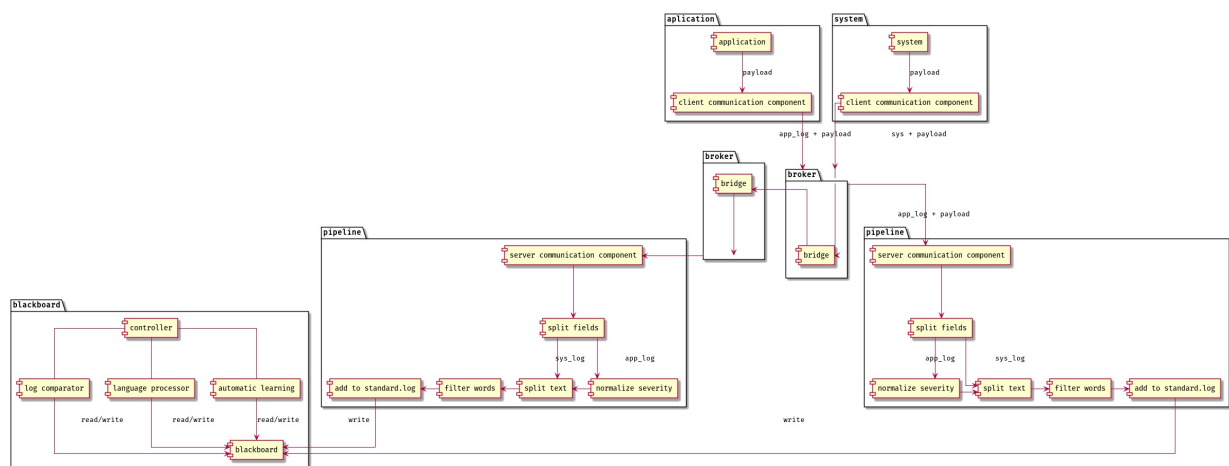 aplication
system
application
system
payload
payload
client communication component
client communication component
app_log + payload
sys + payload
broker
broker
bridge
app_log + payload
pipeline
pipeline
server communication component
bridge
server communication component
blackboard
controller
split fields
split fields
sys_log
app_log
app_log
sys_log
log comparator
language processor
automatic learning
add to standard.log
filter words
split text
normalize severity
normalize severity
split text
filter words
add to standard.log
read/write
read/write
read/write
write
write
blackboard